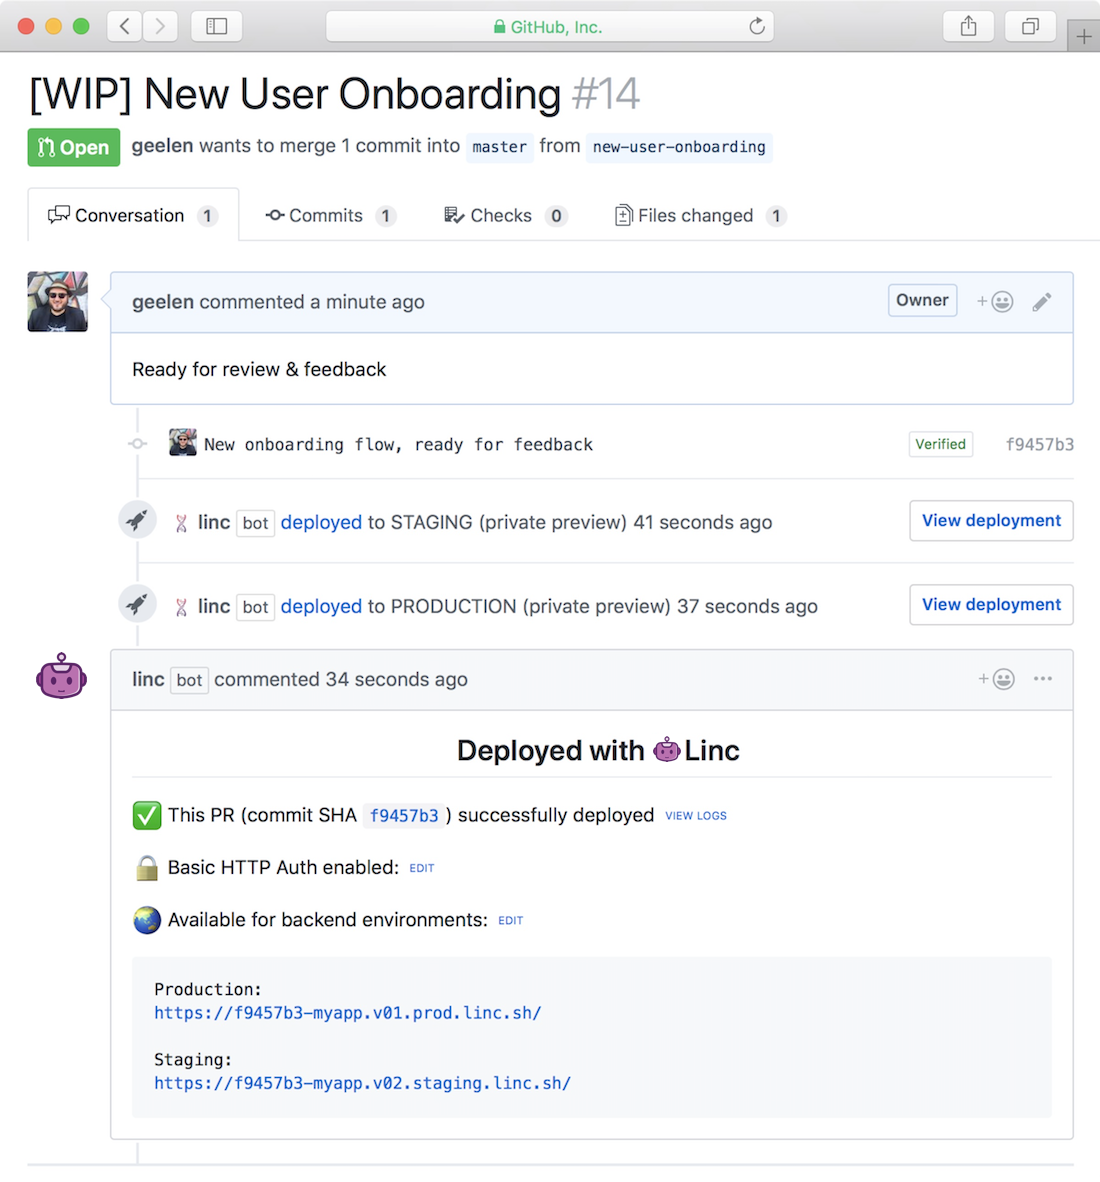 GitHub, Inc.
[WIP] New User Onboarding #14
Open geelen wants to merge 1 commit into master from new-user-onboarding
Conversation 1 Commits 1 Checks 0 Files changed 1
geelen commented a minute ago Owner
Ready for review & feedback
New onboarding flow, ready for feedback Verified f9457b3
linc bot deployed to STAGING (private preview) 41 seconds ago View deployment
linc bot deployed to PRODUCTION (private preview) 37 seconds ago View deployment
linc bot commented 34 seconds ago
Deployed with Linc
This PR (commit SHA f9457b3 ) successfully deployed VIEW LOGS
Basic HTTP Auth enabled: EDIT
Available for backend environments: EDIT
Production:
https://f9457b3-myapp.v01.prod.linc.sh/
Staging:
https://f9457b3-myapp.v02.staging.linc.sh/